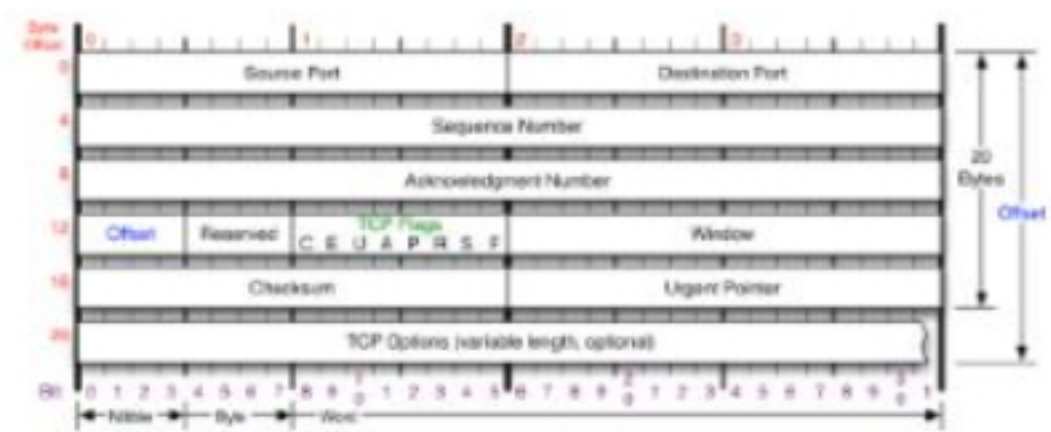 Byte Offset 0 1 2 3
0 Source Port Destination Port
4 Sequence Number
8 Acknowledgment Number
20 Bytes
Offset
12 Offset Reserved TCP Flags Window
C E U A P R S F
16 Checksum Urgent Pointer
20 TCP Options (variable length, optional)
Bit 0 1 2 3 4 5 6 7 8 9 1 0 1 2 3 4 5 6 7 8 9 2 0 1 2 3 4 5 6 7 8 9 3 0 1
Nibble Byte Word